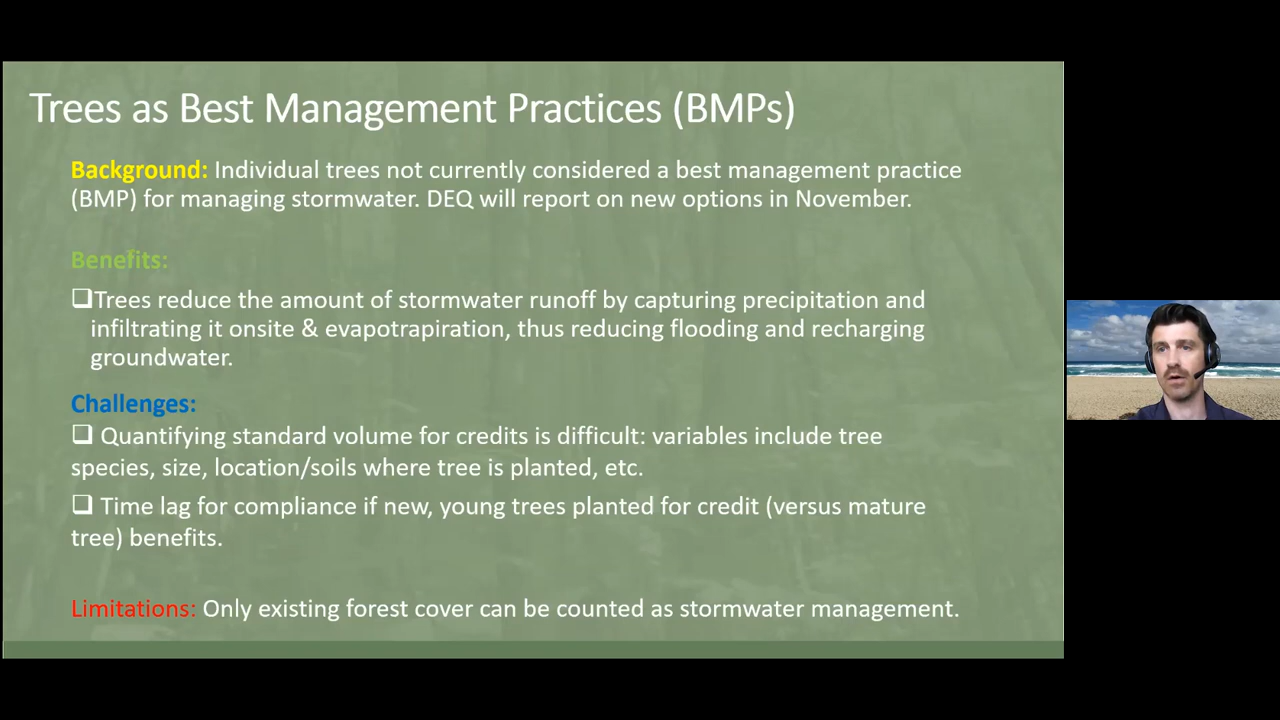 Trees as Best Management Practices (BMPs)
Background: Individual trees not currently considered a best management practice
(BMP) for managing stormwater. DEQ will report on new options in November.
Benefits:
❑Trees reduce the amount of stormwater runoff by capturing precipitation and
infiltrating it onsite & evapotrapiration, thus reducing flooding and recharging
groundwater.
Challenges:
❑ Quantifying standard volume for credits is difficult: variables include tree
species, size, location/soils where tree is planted, etc.
❑ Time lag for compliance if new, young trees planted for credit (versus mature
tree) benefits.
Limitations: Only existing forest cover can be counted as stormwater management.